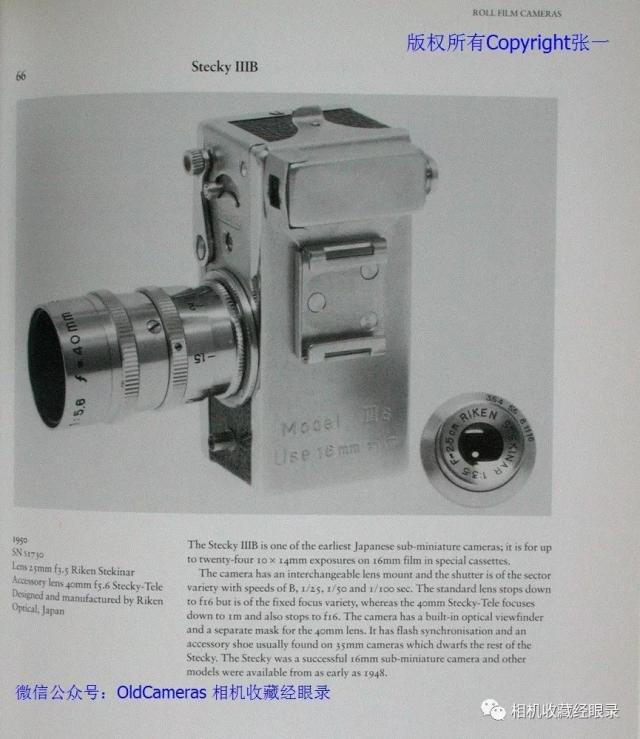 ROLL FILM CAMERAS
版权所有Copyright张一
66
Stecky IIIB
1:5.6 f=40mm
1.5
Use 16mm
RIKEN STEKINAR 1:3.5 F=2.5cm
1950
SN 51730
Lens 25mm f3.5 Riken Stekinar
Accessory lens 40mm f5.6 Stecky-Tele
Designed and manufactured by Riken
Optical, Japan
The Stecky IIIB is one of the earliest Japanese sub-miniature cameras; it is for up
to twenty-four 10 × 14mm exposures on 16mm film in special cassettes.
The camera has an interchangeable lens mount and the shutter is of the sector
variety with speeds of B, 1/25, 1/50 and 1/100 sec. The standard lens stops down
to f16 but is of the fixed focus variety, whereas the 40mm Stecky-Tele focuses
down to 1m and also stops to f16. The camera has a built-in optical viewfinder
and a separate mask for the 40mm lens. It has flash synchronisation and an
accessory shoe usually found on 35mm cameras which dwarfs the rest of the
Stecky. The Stecky was a successful 16mm sub-miniature camera and other
models were available from as early as 1948.
微信公众号：OldCameras 相机收藏经眼录
相机收藏经眼录